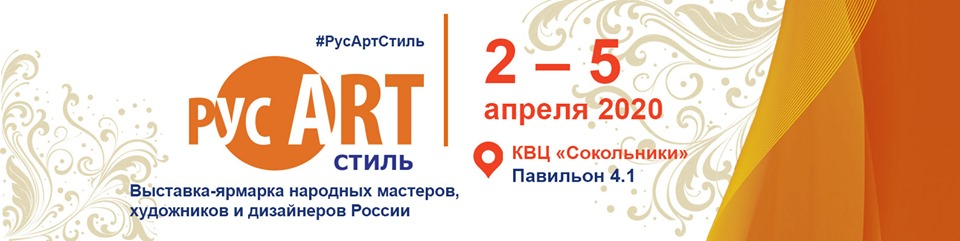 #РусАртСтиль
РУС ART
СТИЛЬ
Выставка-ярмарка народных мастеров,
художников и дизайнеров России
2 – 5
апреля 2020
КВЦ «Сокольники»
Павильон 4.1